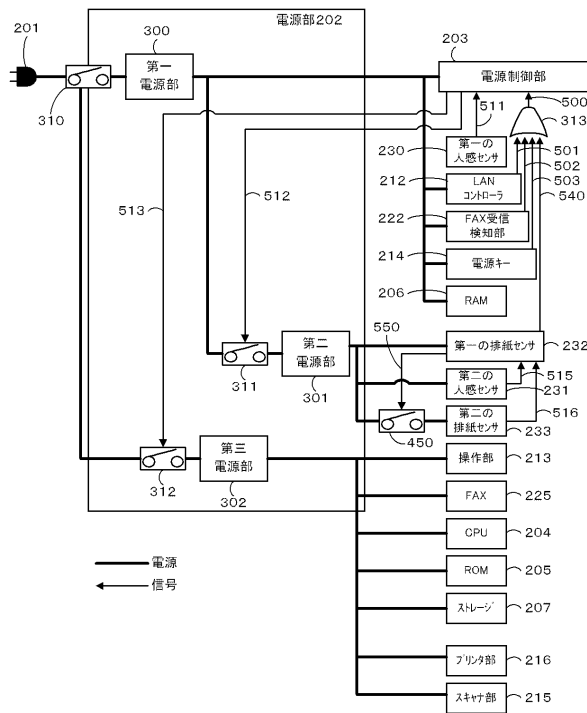 電源部202
201
300
第一
電源部
310
203
電源制御部
500
511
313
230
第一の
人感センサ
501
502
503
540
212
LAN
コントローラ
222
FAX受信
検知部
214
電源キー
206
RAM
513
512
550
第二
電源部
311
301
第一の排紙センサ
232
第二の
人感センサ
515
231
516
450
第二の
排紙センサ
233
第三
電源部
312
302
操作部
213
FAX
225
CPU
204
ROM
205
ストレージ
207
プリンタ部
216
スキャナ部
215
電源
信号